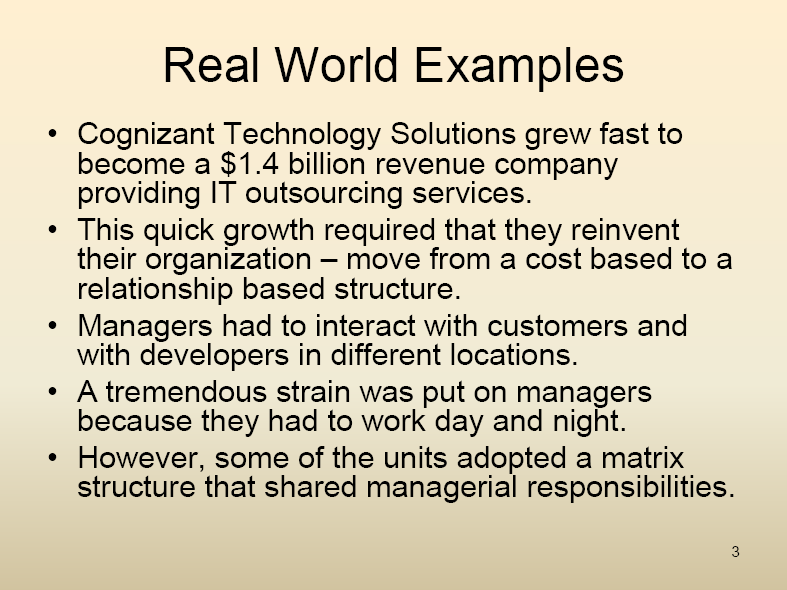 Real World Examples
• Cognizant Technology Solutions grew fast to
become a $1.4 billion revenue company
providing IT outsourcing services.
• This quick growth required that they reinvent
their organization – move from a cost based to a
relationship based structure.
• Managers had to interact with customers and
with developers in different locations.
• A tremendous strain was put on managers
because they had to work day and night.
• However, some of the units adopted a matrix
structure that shared managerial responsibilities.
3